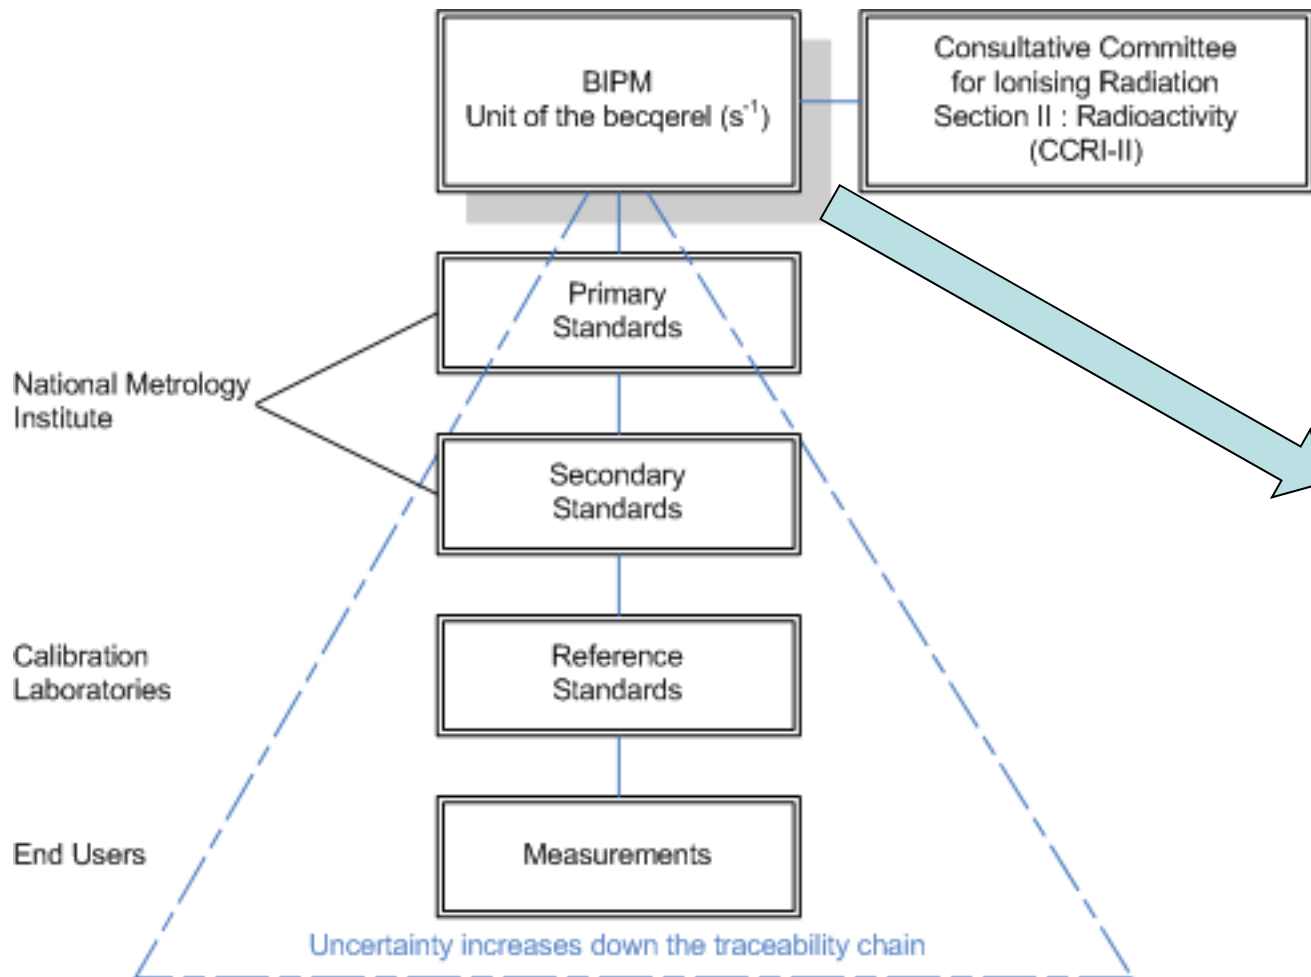 BIPM
Unit of the becqerel (s⁻¹)
Consultative Committee
for Ionising Radiation
Section II : Radioactivity
(CCRI-II)
Primary
Standards
National Metrology
Institute
Secondary
Standards
Calibration
Laboratories
Reference
Standards
End Users
Measurements
Uncertainty increases down the traceability chain